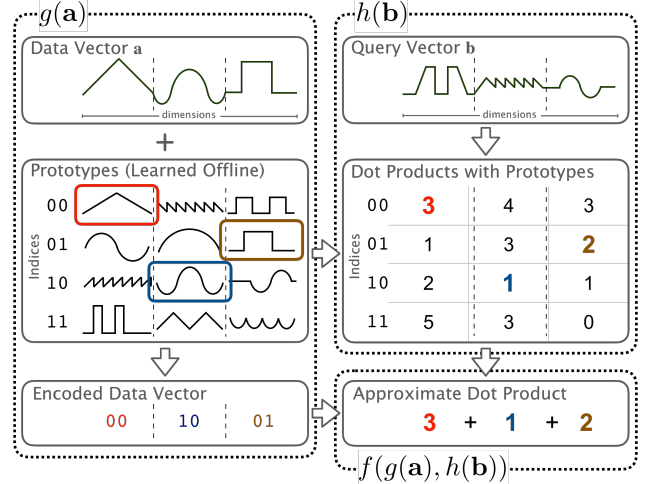 g(a)
Data Vector a
dimensions
+
Prototypes (Learned Offline)
Indices
00
01
10
11
Encoded Data Vector
00 10 01
h(b)
Query Vector b
dimensions
Dot Products with Prototypes
Indices
00 3 4 3
01 1 3 2
10 2 1 1
11 5 3 0
Approximate Dot Product
3 + 1 + 2
f(g(a), h(b))